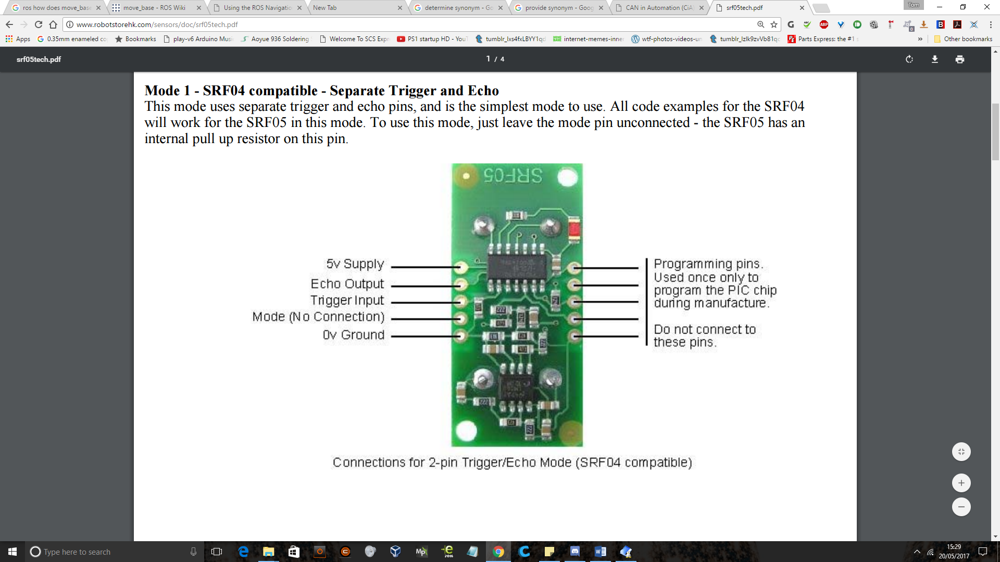 ros how does move_base
move_base - ROS Wiki
Using the ROS Navigatio
New Tab
determine synonym - Go
provide synonym - Goog
CAN in Automation (CiA)
srf05tech.pdf
Tom
www.robotstorehk.com/sensors/doc/srf05tech.pdf
Apps
0.35mm enameled co
Bookmarks
play-v6 Arduino Music
Aoyue 936 Soldering
Welcome To SCS Expr
PS1 startup HD - YouT
tumblr_lxs4fxLBYY1qd
internet-memes-inner
wtf-photos-videos-un
tumblr_lzlk9zvVb81qc
Parts Express: the #1 s
Other bookmarks
srf05tech.pdf
1 / 4
Mode 1 - SRF04 compatible - Separate Trigger and Echo
This mode uses separate trigger and echo pins, and is the simplest mode to use. All code examples for the SRF04
will work for the SRF05 in this mode. To use this mode, just leave the mode pin unconnected - the SRF05 has an
internal pull up resistor on this pin.
SRF05
5v Supply
Echo Output
Trigger Input
Mode (No Connection)
0v Ground
Programming pins.
Used once only to
program the PIC chip
during manufacture.
Do not connect to
these pins.
Connections for 2-pin Trigger/Echo Mode (SRF04 compatible)
Type here to search
15:29
20/05/2017